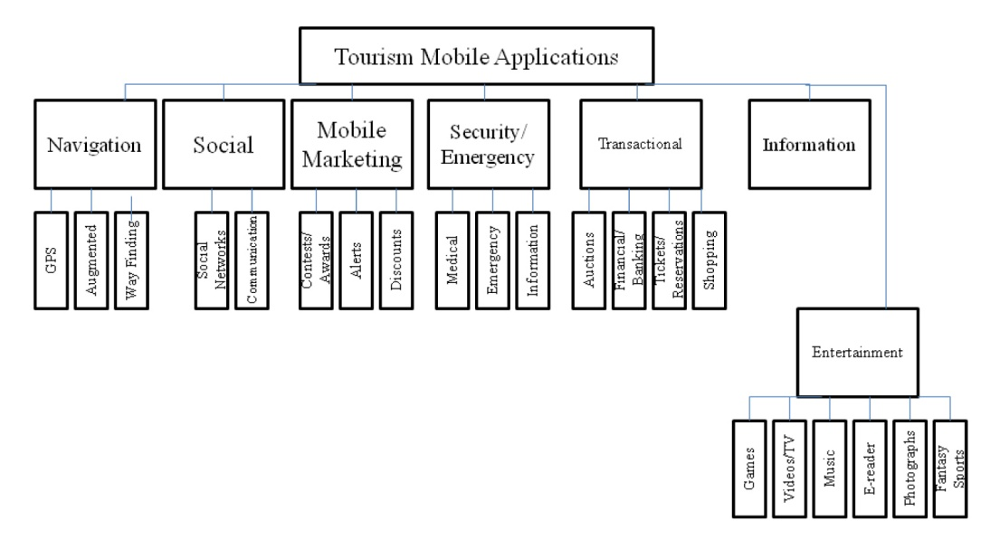 Tourism Mobile Applications
Navigation
Social
Mobile
Marketing
Security/
Emergency
Transactional
Information
GPS
Augmented
Way Finding
Social
Networks
Communication
Contests/
Awards
Alerts
Discounts
Medical
Emergency
Information
Auctions
Financial/
Banking
Tickets/
Reservations
Shopping
Entertainment
Games
Videos/TV
Music
E-reader
Photographs
Fantasy
Sports